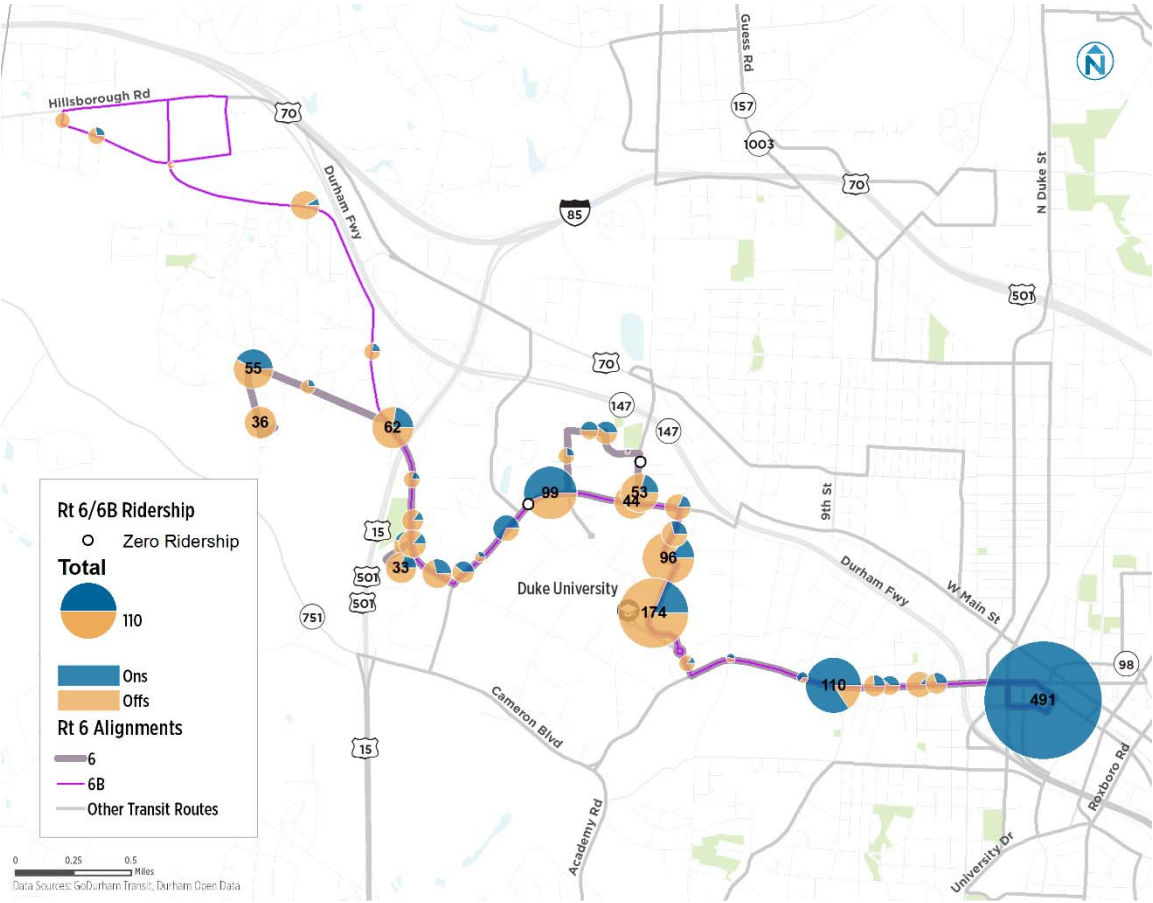 Guess Rd
N
Hillsborough Rd
70
157
1003
Durham Fwy
70
N Duke St
85
501
70
147
147
55
36
62
99
53
44
9th St
96
33
Duke University
174
Durham Fwy
W Main St
98
110
491
15
501
501
751
Cameron Blvd
15
Academy Rd
Roxboro Rd
University Dr
Rt 6/6B Ridership
Zero Ridership
Total
110
Ons
Offs
Rt 6 Alignments
6
6B
Other Transit Routes
0 0.25 0.5
Miles
Data Sources: GoDurham Transit, Durham Open Data